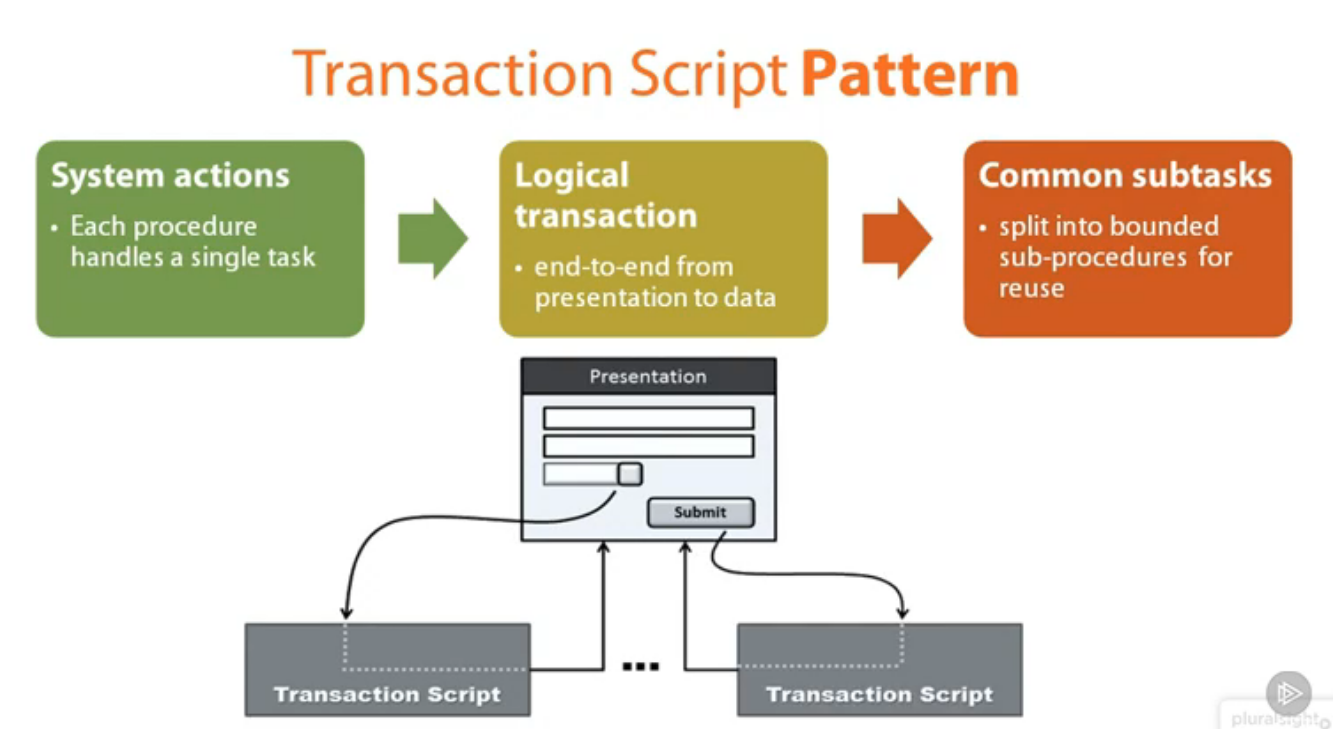 Transaction Script Pattern
System actions
• Each procedure
handles a single task
Logical
transaction
• end-to-end from
presentation to data
Common subtasks
• split into bounded
sub-procedures for
reuse
Presentation
Submit
Transaction Script
...
Transaction Script
pluralsight